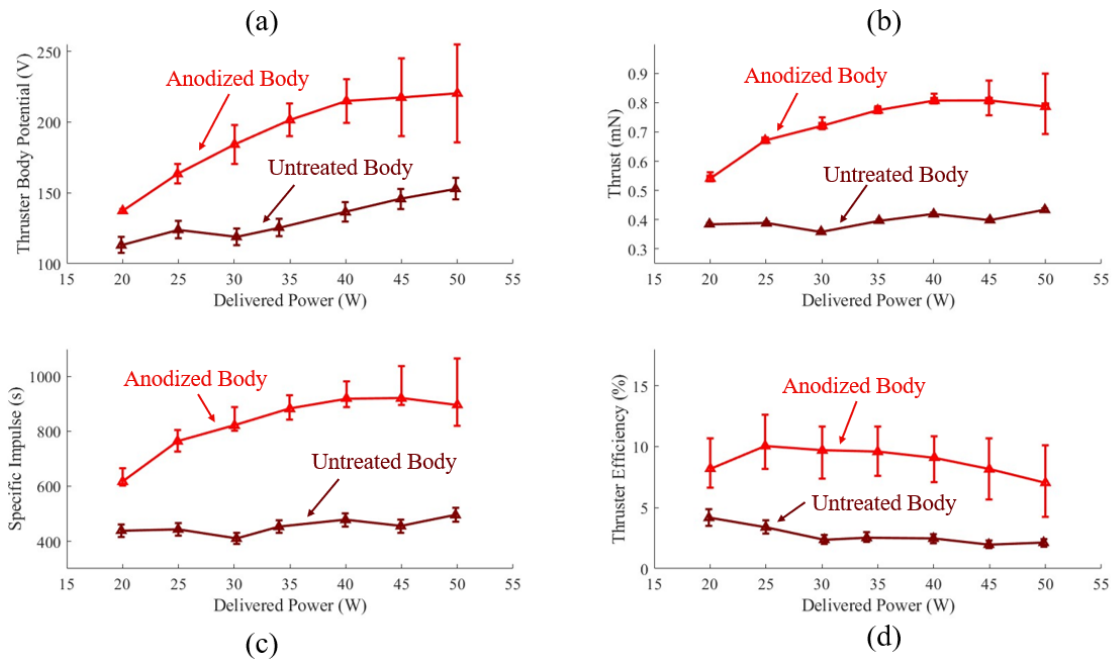 (a)
Thruster Body Potential (V)
250
200
150
100
Anodized Body
Untreated Body
15 20 25 30 35 40 45 50 55
Delivered Power (W)
(b)
Thrust (mN)
0.9
0.8
0.7
0.6
0.5
0.4
0.3
Anodized Body
Untreated Body
15 20 25 30 35 40 45 50 55
Delivered Power (W)
Specific Impulse (s)
1000
800
600
400
Anodized Body
Untreated Body
15 20 25 30 35 40 45 50 55
Delivered Power (W)
(c)
Thruster Efficiency (%)
15
10
5
0
Anodized Body
Untreated Body
15 20 25 30 35 40 45 50 55
Delivered Power (W)
(d)